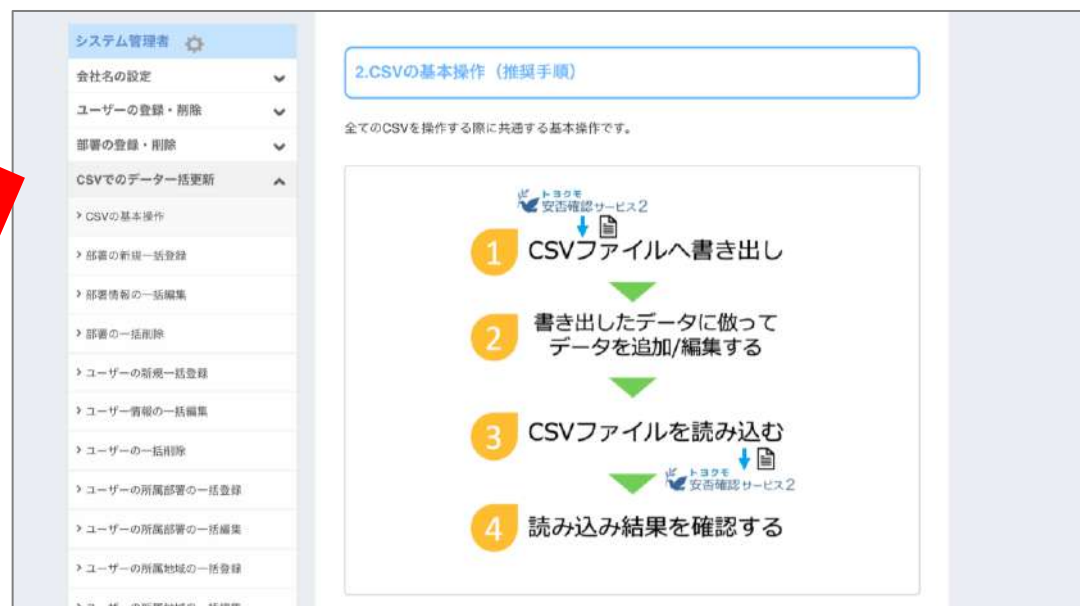 システム管理者
会社名の設定
ユーザーの登録・削除
部署の登録・削除
CSVでのデータ一括更新
> CSVの基本操作
> 部署の新規一括登録
> 部署情報の一括編集
> 部署の一括削除
> ユーザーの新規一括登録
> ユーザー情報の一括編集
> ユーザーの一括削除
> ユーザーの所属部署の一括登録
> ユーザーの所属部署の一括編集
> ユーザーの所属地域の一括登録
2.CSVの基本操作（推奨手順）
全てのCSVを操作する際に共通する基本操作です。
トヨクモ
安否確認サービス2
1 CSVファイルへ書き出し
2 書き出したデータに倣って
データを追加/編集する
3 CSVファイルを読み込む
トヨクモ
安否確認サービス2
4 読み込み結果を確認する